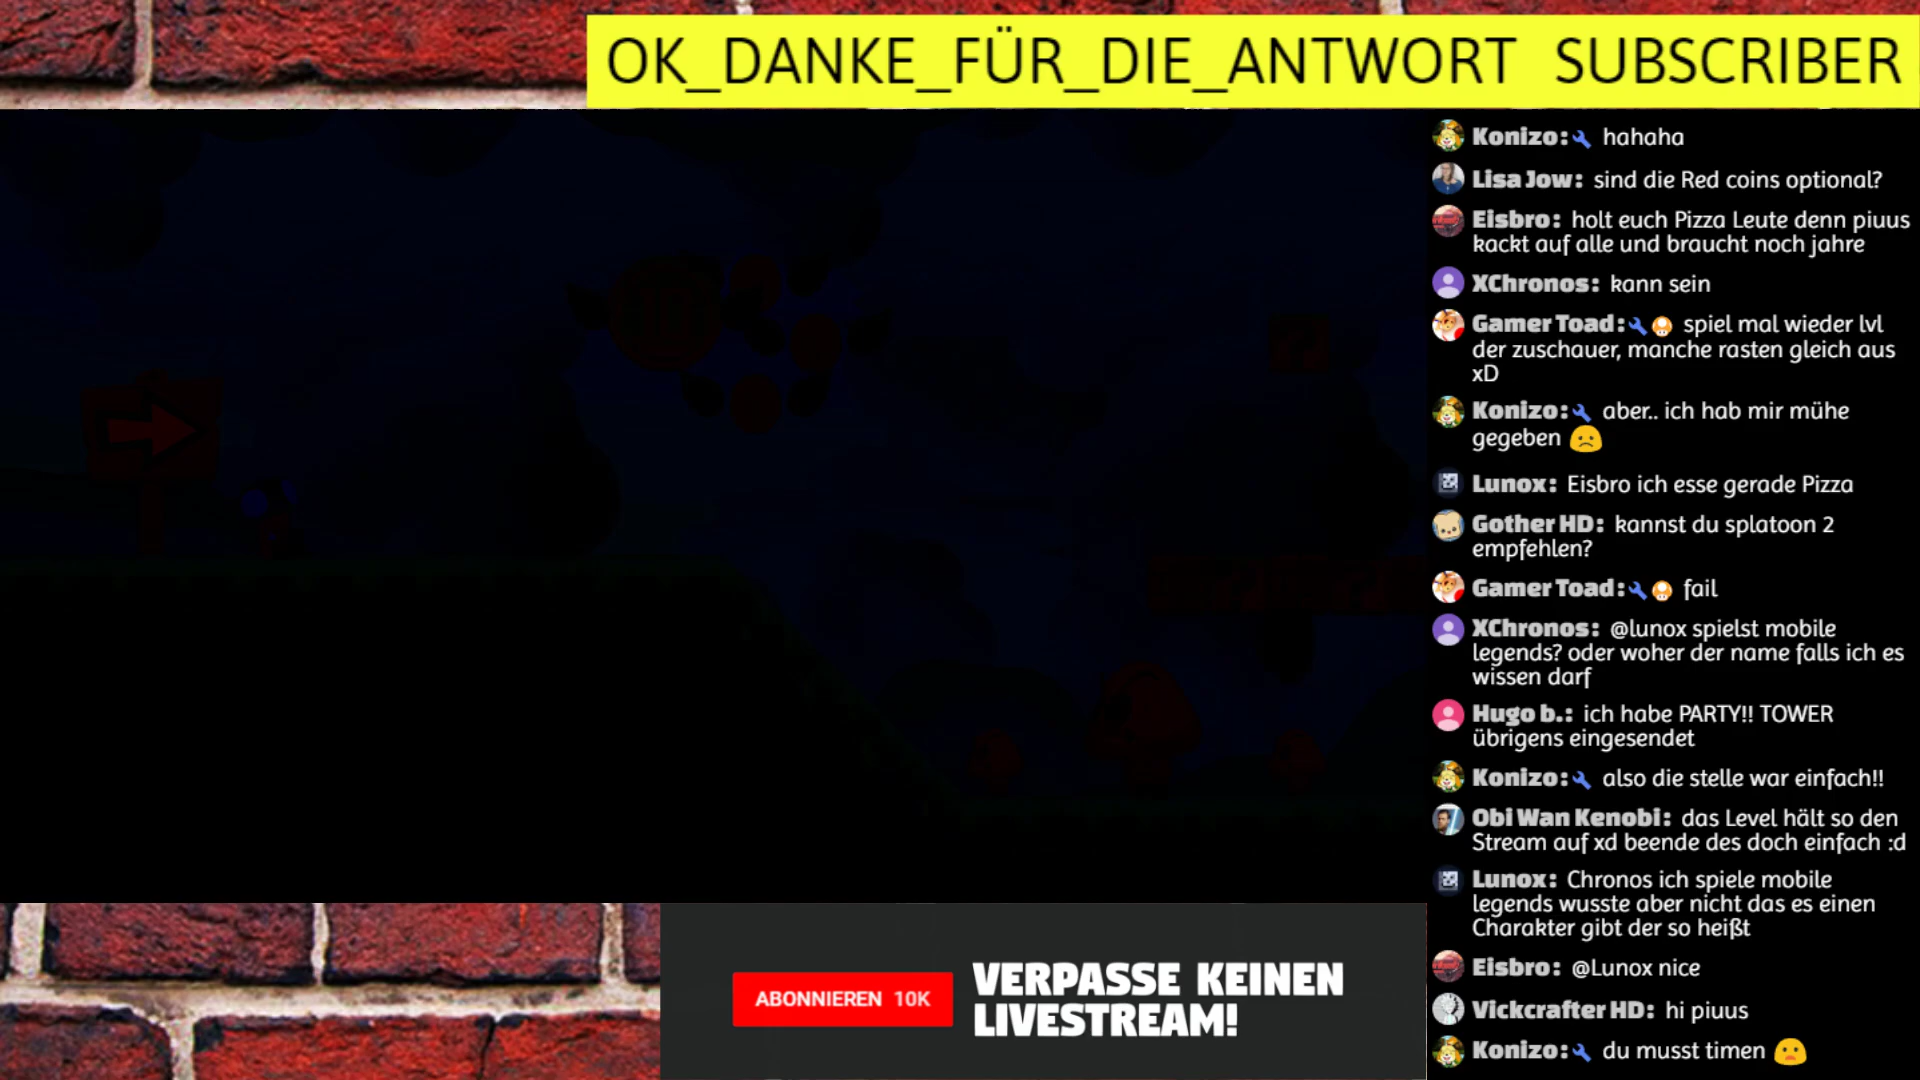 OK_DANKE_FÜR_DIE_ANTWORT SUBSCRIBER
Konizo: hahaha
Lisa Jow: sind die Red coins optional?
Eisbro: holt euch Pizza Leute denn piuus
kackt auf alle und braucht noch jahre
XChronos: kann sein
Gamer Toad: spiel mal wieder lvl
der zuschauer, manche rasten gleich aus
xD
Konizo: aber.. ich hab mir mühe
gegeben
Lunox: Eisbro ich esse gerade Pizza
Gother HD: kannst du splatoon 2
empfehlen?
Gamer Toad: fail
XChronos: @lunox spielst mobile
legends? oder woher der name falls ich es
wissen darf
Hugo b.: ich habe PARTY!! TOWER
übrigens eingesendet
Konizo: also die stelle war einfach!!
Obi Wan Kenobi: das Level hält so den
Stream auf xd beende des doch einfach :d
Lunox: Chronos ich spiele mobile
legends wusste aber nicht das es einen
Charakter gibt der so heißt
Eisbro: @Lunox nice
Vickcrafter HD: hi piuus
Konizo: du musst timen
ABONNIEREN 10K
VERPASSE KEINEN
LIVESTREAM!